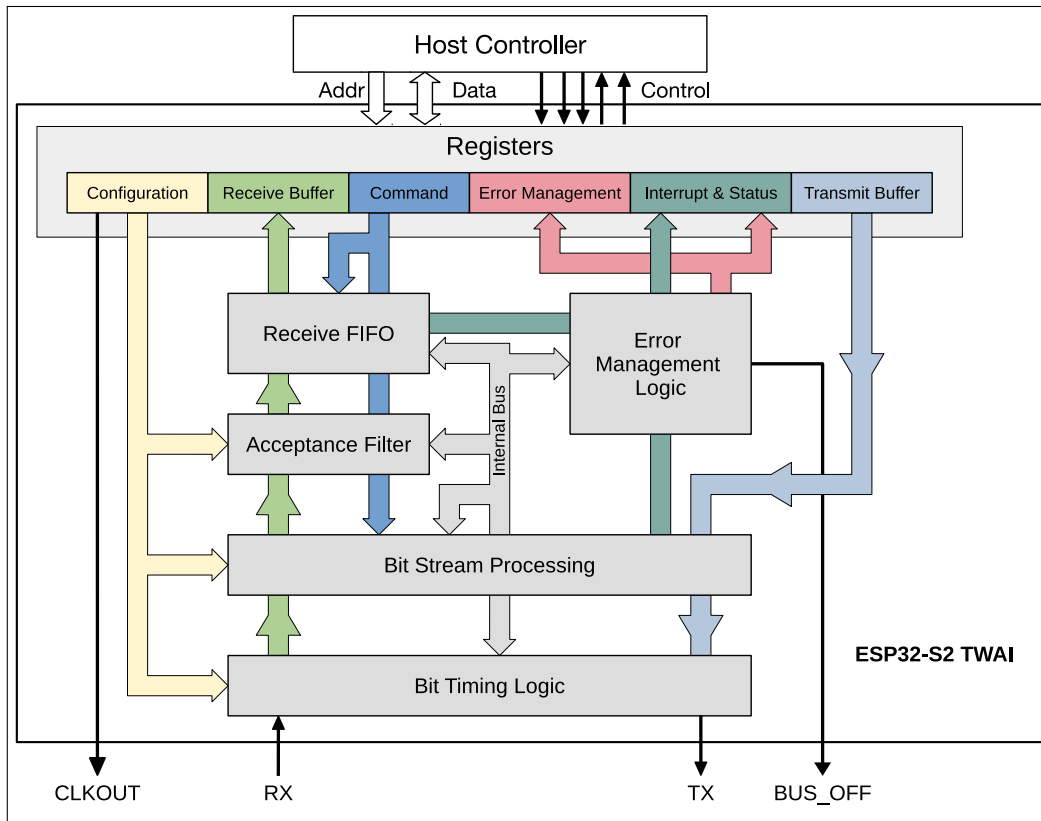 Host Controller
Addr
Data
Control
Registers
Configuration
Receive Buffer
Command
Error Management
Interrupt & Status
Transmit Buffer
Receive FIFO
Error
Management
Logic
Internal Bus
Acceptance Filter
Bit Stream Processing
ESP32-S2 TWAI
Bit Timing Logic
CLKOUT
RX
TX
BUS_OFF